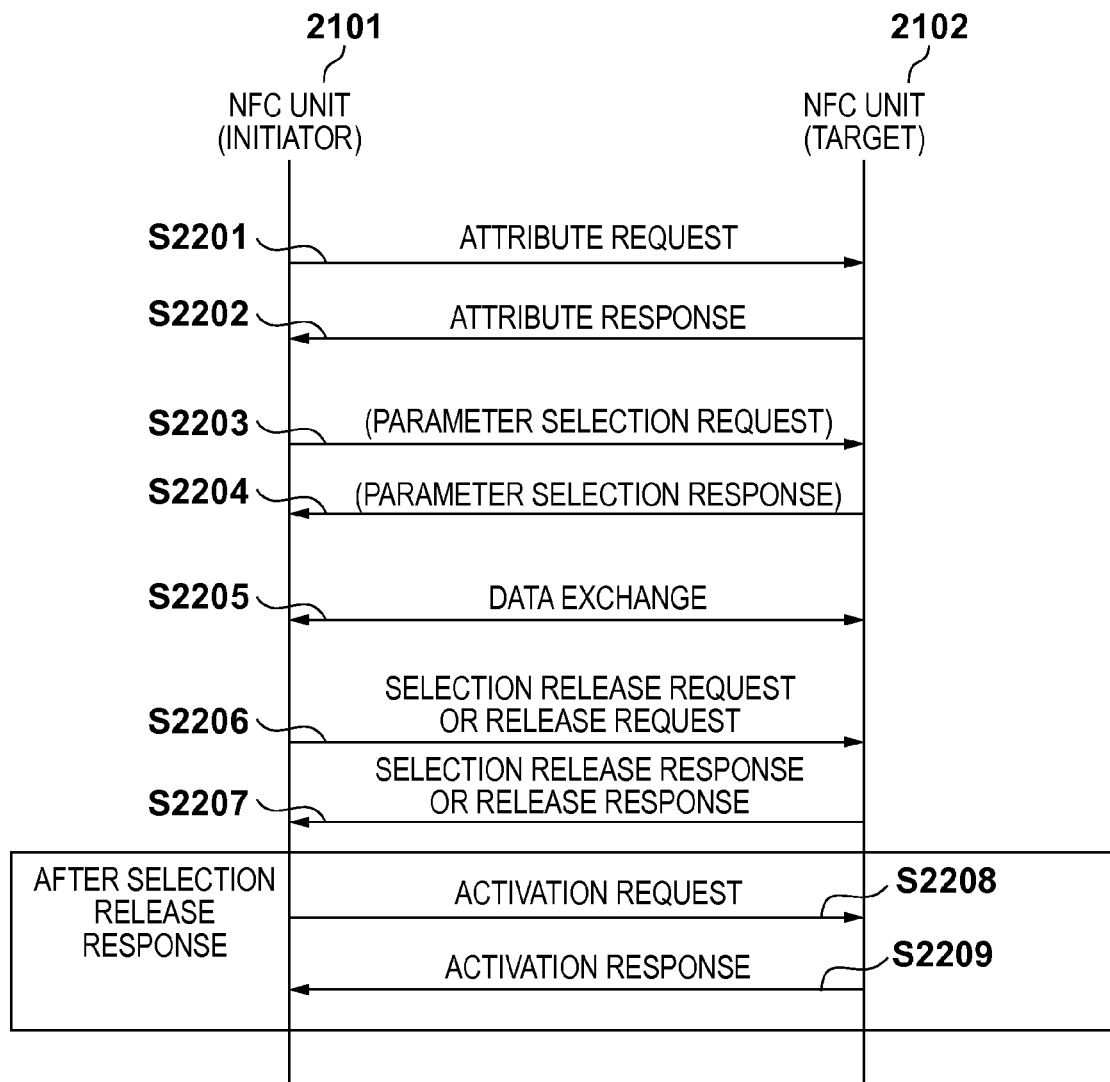 2101
2102
NFC UNIT
(INITIATOR)
NFC UNIT
(TARGET)
S2201
ATTRIBUTE REQUEST
S2202
ATTRIBUTE RESPONSE
S2203
(PARAMETER SELECTION REQUEST)
S2204
(PARAMETER SELECTION RESPONSE)
S2205
DATA EXCHANGE
S2206
SELECTION RELEASE REQUEST
OR RELEASE REQUEST
S2207
SELECTION RELEASE RESPONSE
OR RELEASE RESPONSE
AFTER SELECTION
RELEASE
RESPONSE
ACTIVATION REQUEST
S2208
ACTIVATION RESPONSE
S2209